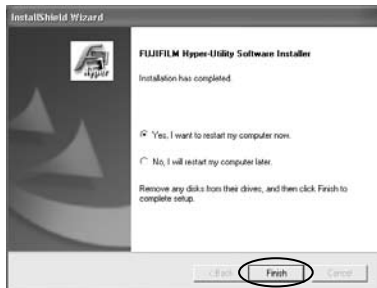 InstallShield Wizard
FUJIFILM Hyper-Utility Software Installer
Installation has completed.
Yes, I want to restart my computer now.
No, I will restart my computer later.
Remove any disks from their drives, and then click Finish to
complete setup.
< Back
Finish
Cancel